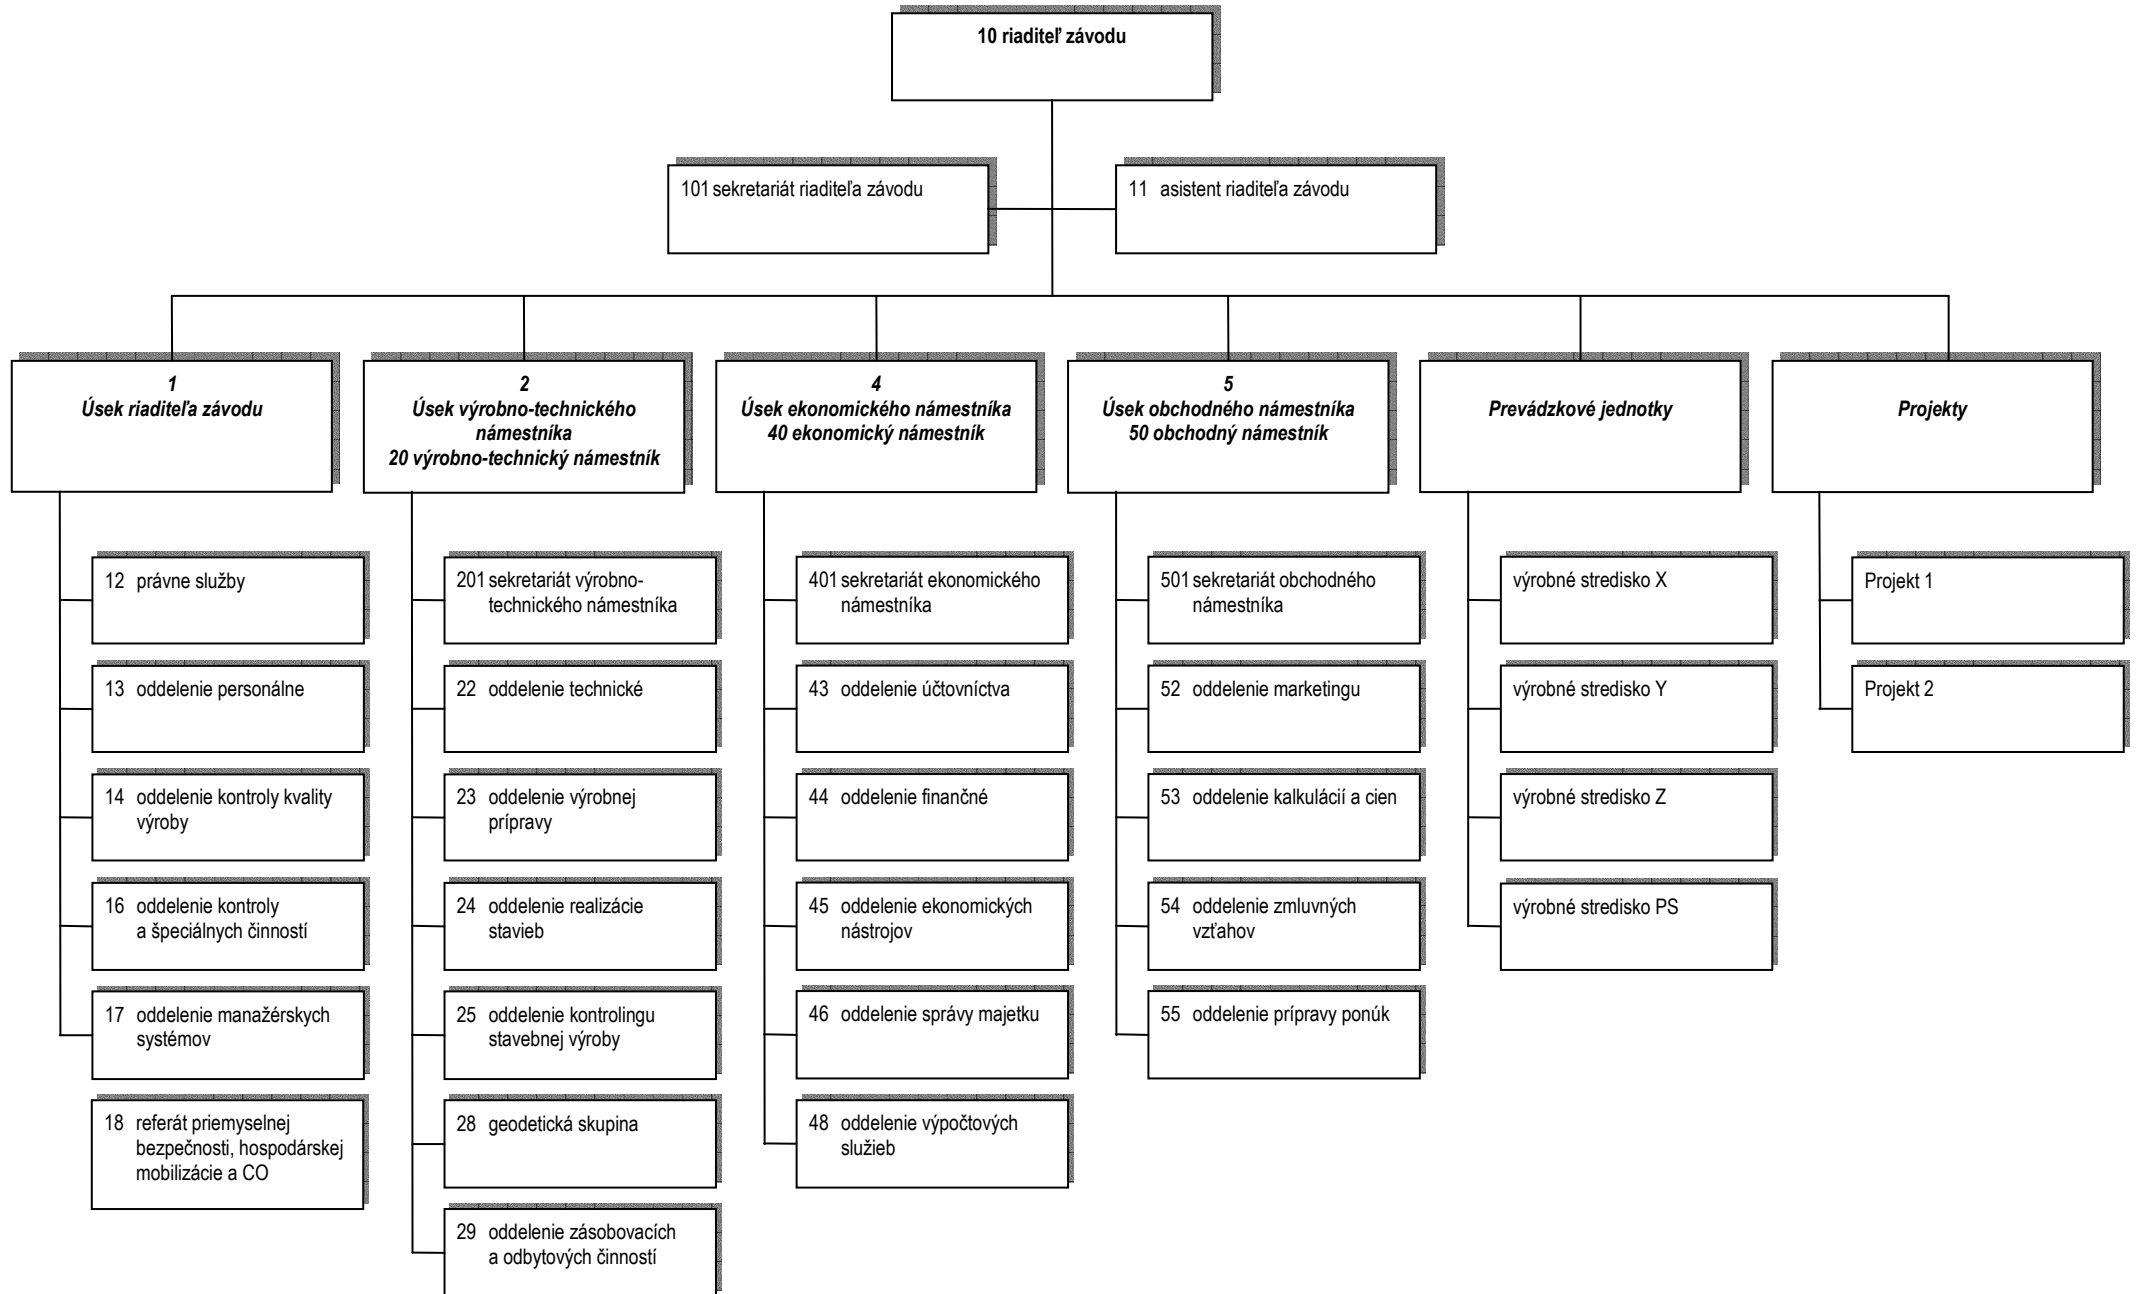 10 riaditeľ závodu
101 sekretariát riaditeľa závodu
11 asistent riaditeľa závodu
1
Úsek riaditeľa závodu
2
Úsek výrobno-technického
námestníka
20 výrobno-technický námestník
4
Úsek ekonomického námestníka
40 ekonomický námestník
5
Úsek obchodného námestníka
50 obchodný námestník
Prevádzkové jednotky
Projekty
12 právne služby
13 oddelenie personálne
14 oddelenie kontroly kvality
výroby
16 oddelenie kontroly
a špeciálnych činností
17 oddelenie manažérskych
systémov
18 referát priemyselnej
bezpečnosti, hospodárskej
mobilizácie a CO
201 sekretariát výrobno-
technického námestníka
22 oddelenie technické
23 oddelenie výrobnej
prípravy
24 oddelenie realizácie
stavieb
25 oddelenie kontrolingu
stavebnej výroby
28 geodetická skupina
29 oddelenie zásobovacích
a odbytových činností
401 sekretariát ekonomického
námestníka
43 oddelenie účtovníctva
44 oddelenie finančné
45 oddelenie ekonomických
nástrojov
46 oddelenie správy majetku
48 oddelenie výpočtových
služieb
501 sekretariát obchodného
námestníka
52 oddelenie marketingu
53 oddelenie kalkulácií a cien
54 oddelenie zmluvných
vzťahov
55 oddelenie prípravy ponúk
výrobné stredisko X
výrobné stredisko Y
výrobné stredisko Z
výrobné stredisko PS
Projekt 1
Projekt 2